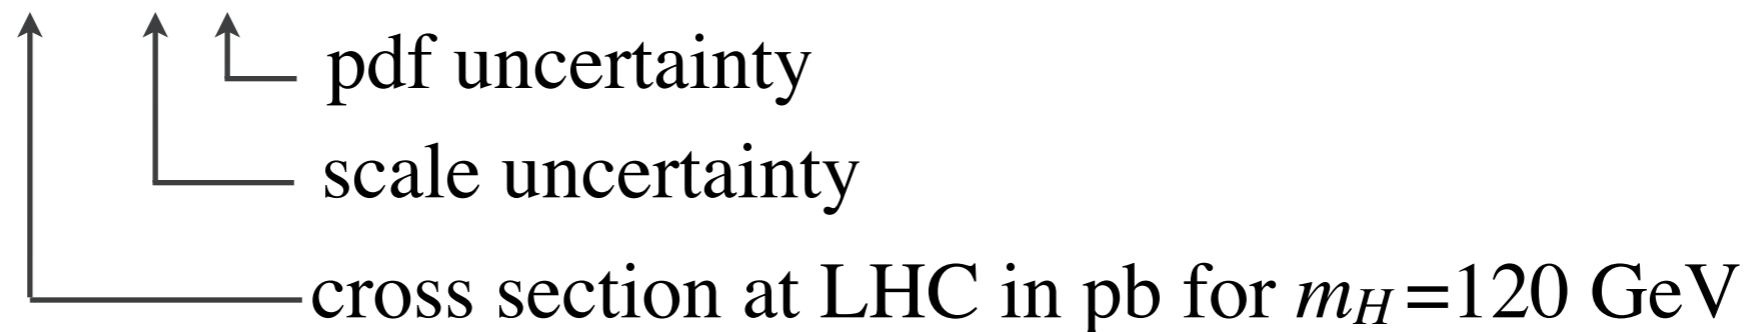 pdf uncertainty
scale uncertainty
cross section at LHC in pb for m_H=120 GeV